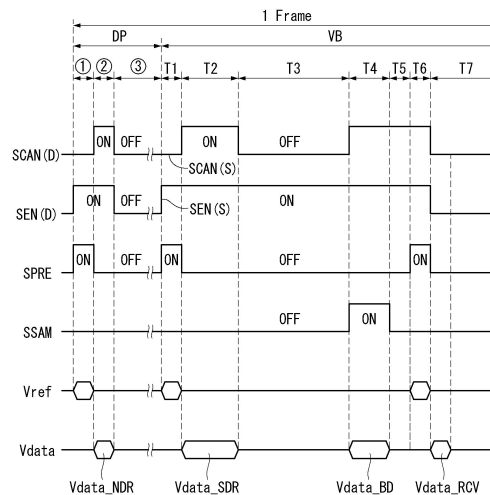 1 Frame
DP VB
① ② ③ T1 T2 T3 T4 T5 T6 T7
SCAN(D) ON OFF ON OFF
SCAN(S)
SEN(D) ON OFF ON
SEN(S)
SPRE ON OFF ON OFF ON
SSAM OFF ON
Vref
Vdata
Vdata_NDR Vdata_SDR Vdata_BD Vdata_RCV